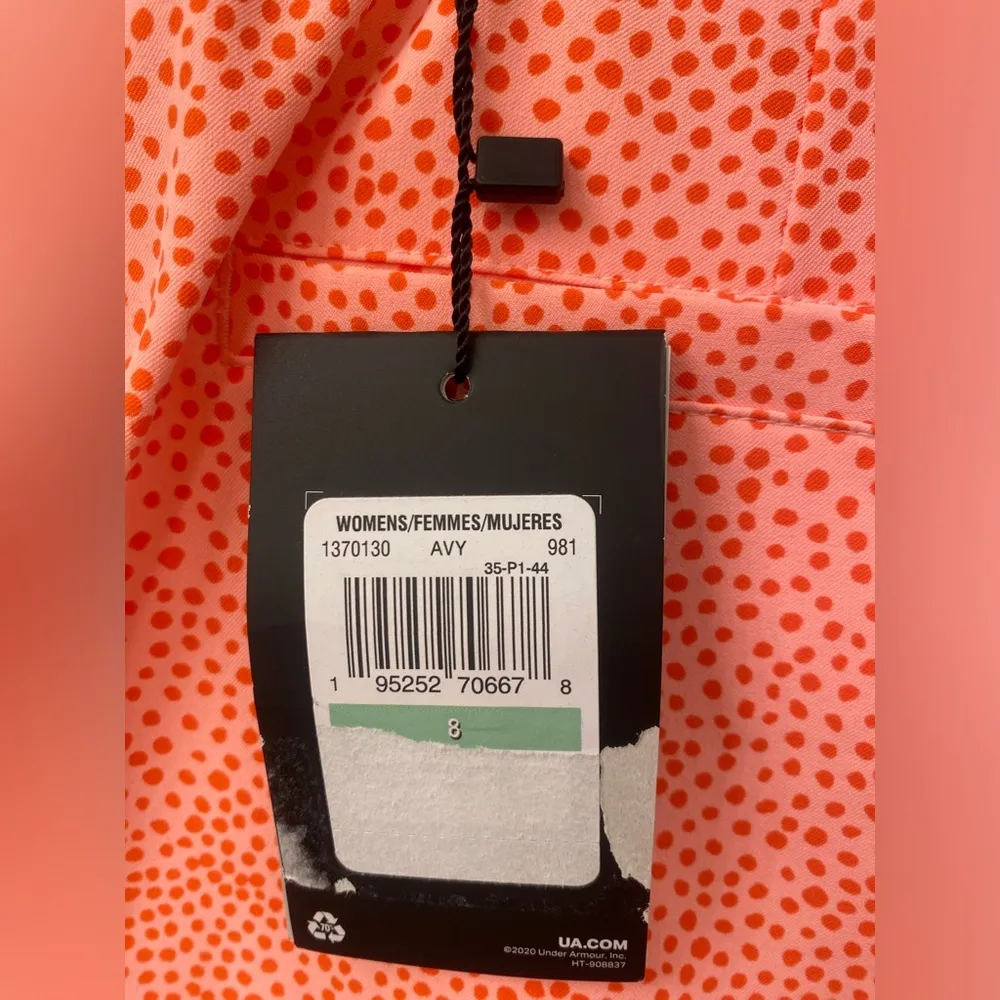 WOMENS/FEMMES/MUJERES
1370130 AVY 981
35-P1-44
1 95252 70667 8
8
70%
UA.COM
©2020 Under Armour, Inc.
HT-908837